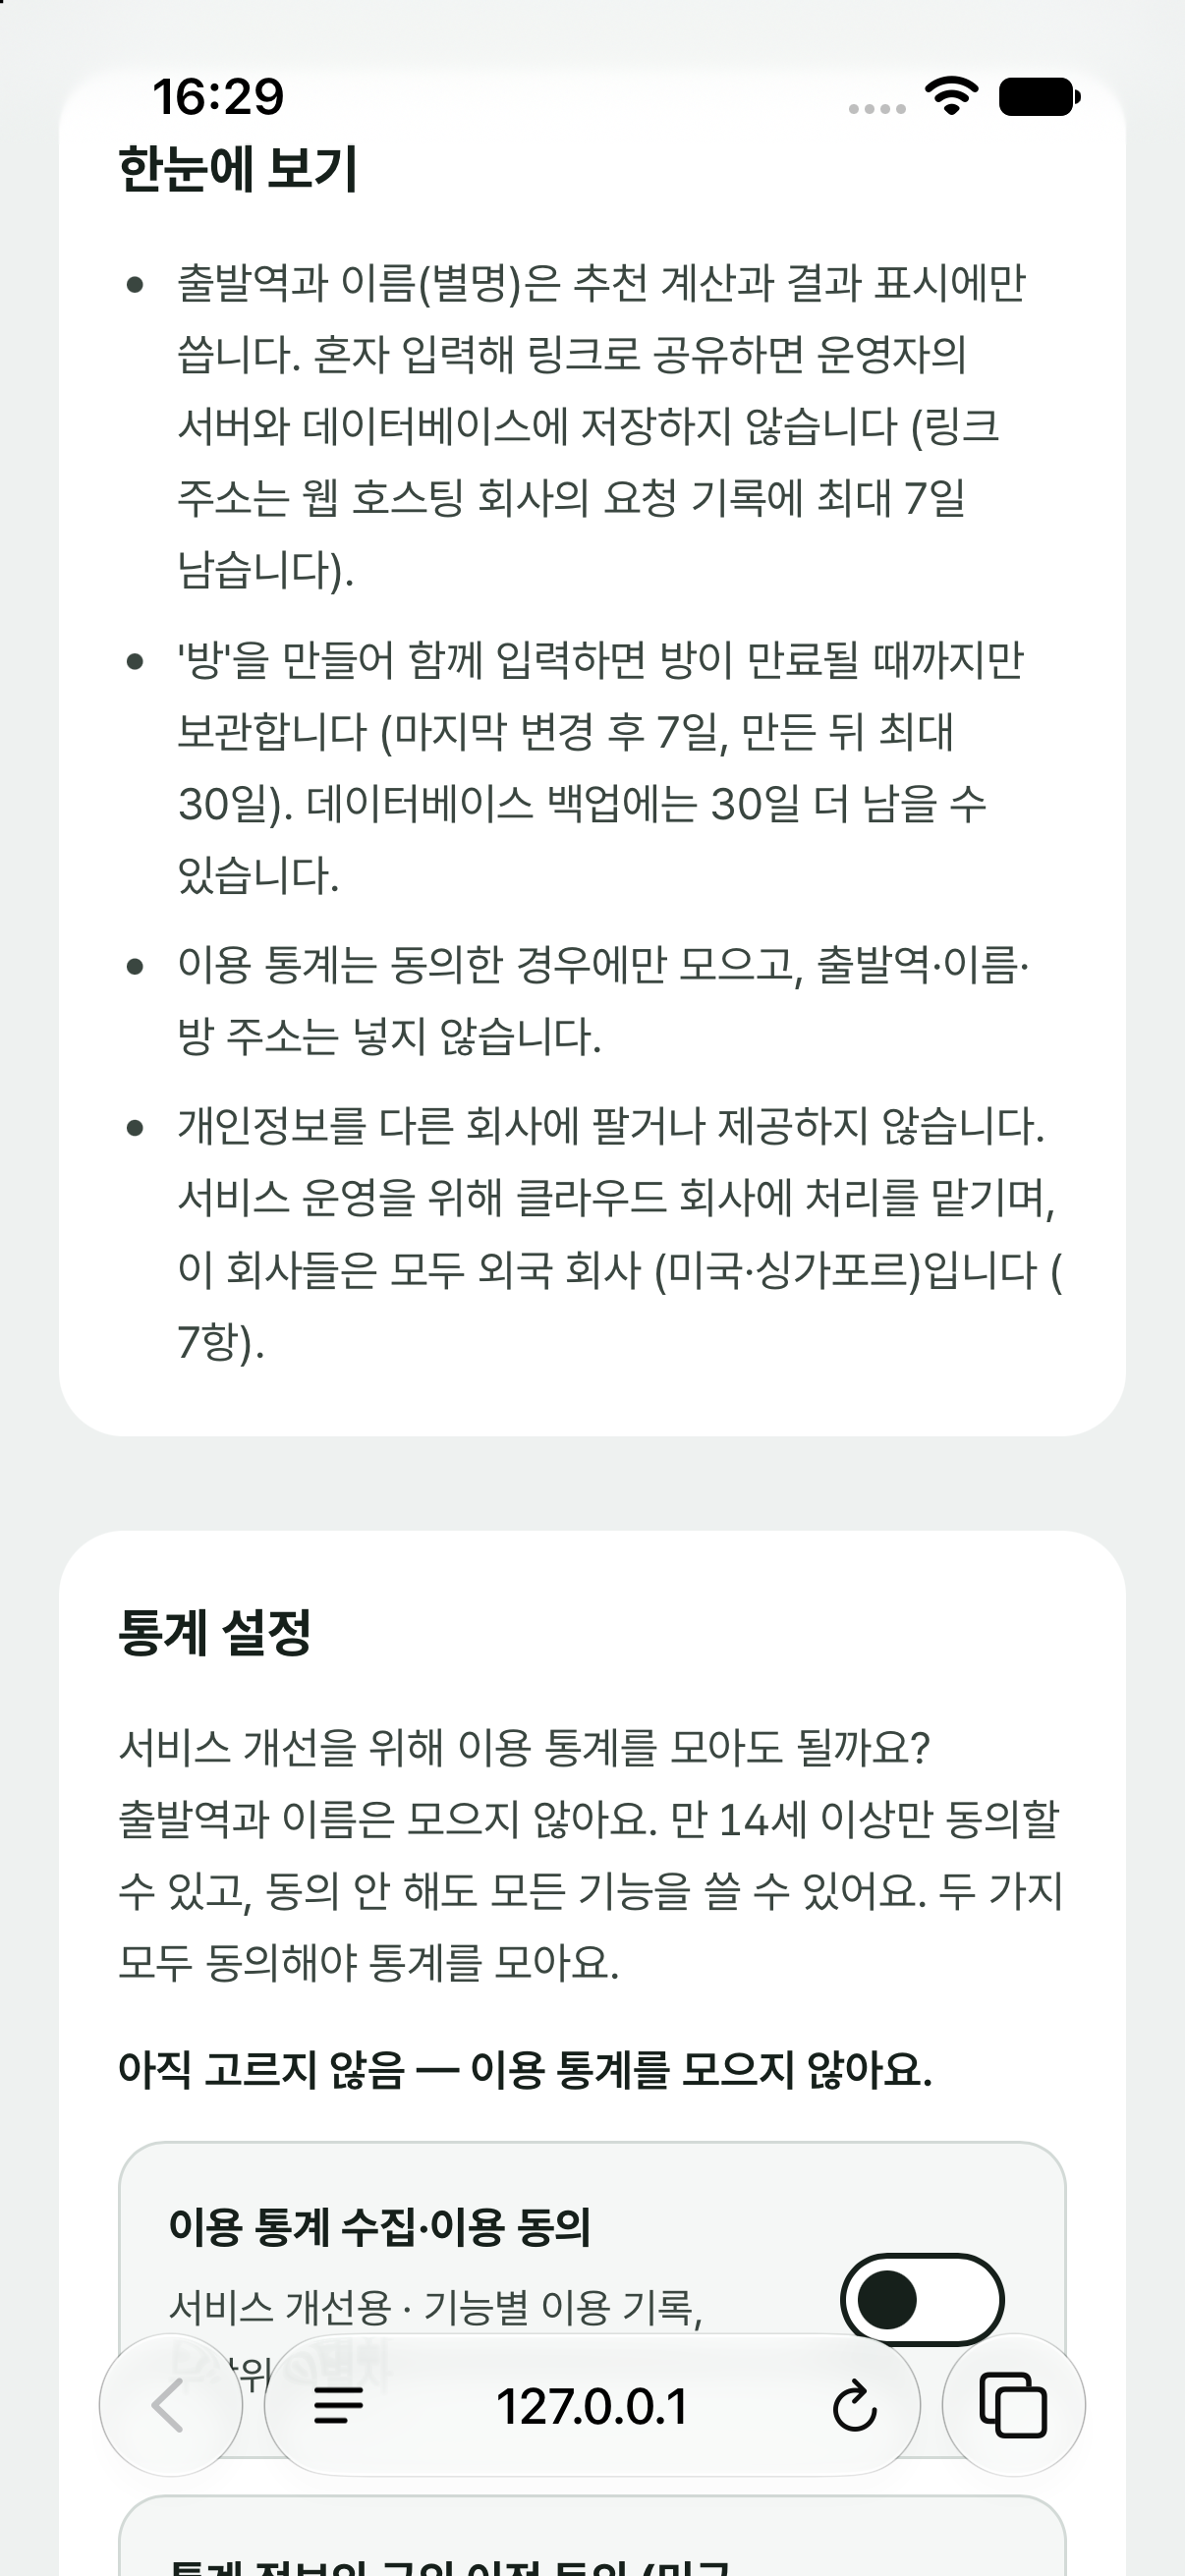 16:29
한눈에 보기
• 출발역과 이름(별명)은 추천 계산과 결과 표시에만
씁니다. 혼자 입력해 링크로 공유하면 운영자의
서버와 데이터베이스에 저장하지 않습니다 (링크
주소는 웹 호스팅 회사의 요청 기록에 최대 7일
남습니다).
• '방'을 만들어 함께 입력하면 방이 만료될 때까지만
보관합니다 (마지막 변경 후 7일, 만든 뒤 최대
30일). 데이터베이스 백업에는 30일 더 남을 수
있습니다.
• 이용 통계는 동의한 경우에만 모으고, 출발역·이름·
방 주소는 넣지 않습니다.
• 개인정보를 다른 회사에 팔거나 제공하지 않습니다.
서비스 운영을 위해 클라우드 회사에 처리를 맡기며,
이 회사들은 모두 외국 회사 (미국·싱가포르)입니다 (
7항).
통계 설정
서비스 개선을 위해 이용 통계를 모아도 될까요?
출발역과 이름은 모으지 않아요. 만 14세 이상만 동의할
수 있고, 동의 안 해도 모든 기능을 쓸 수 있어요. 두 가지
모두 동의해야 통계를 모아요.
아직 고르지 않음 — 이용 통계를 모으지 않아요.
이용 통계 수집·이용 동의
서비스 개선용 · 기능별 이용 기록,
127.0.0.1
통계 정보의 국외 이전 동의 (미국